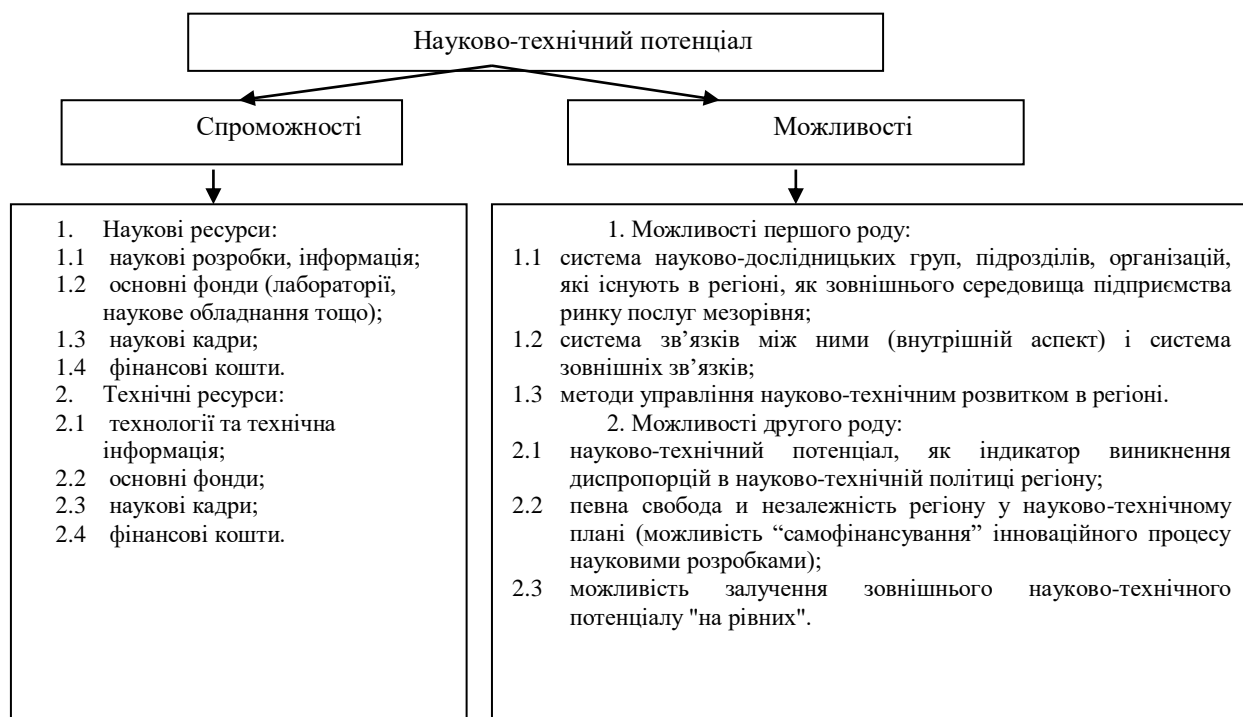 Науково-технічний потенціал
Спроможності
Можливості
1. Наукові ресурси:
1.1 наукові розробки, інформація;
1.2 основні фонди (лабораторії,
наукове обладнання тощо);
1.3 наукові кадри;
1.4 фінансові кошти.
2. Технічні ресурси:
2.1 технології та технічна
інформація;
2.2 основні фонди;
2.3 наукові кадри;
2.4 фінансові кошти.
1. Можливості першого роду:
1.1 система науково-дослідницьких груп, підрозділів, організацій,
які існують в регіоні, як зовнішнього середовища підприємства
ринку послуг мезорівня;
1.2 система зв’язків між ними (внутрішній аспект) і система
зовнішніх зв’язків;
1.3 методи управління науково-технічним розвитком в регіоні.
2. Можливості другого роду:
2.1 науково-технічний потенціал, як індикатор виникнення
диспропорцій в науково-технічній політиці регіону;
2.2 певна свобода и незалежність регіону у науково-технічному
плані (можливість “самофінансування” інноваційного процесу
науковими розробками);
2.3 можливість залучення зовнішнього науково-технічного
потенціалу "на рівних".